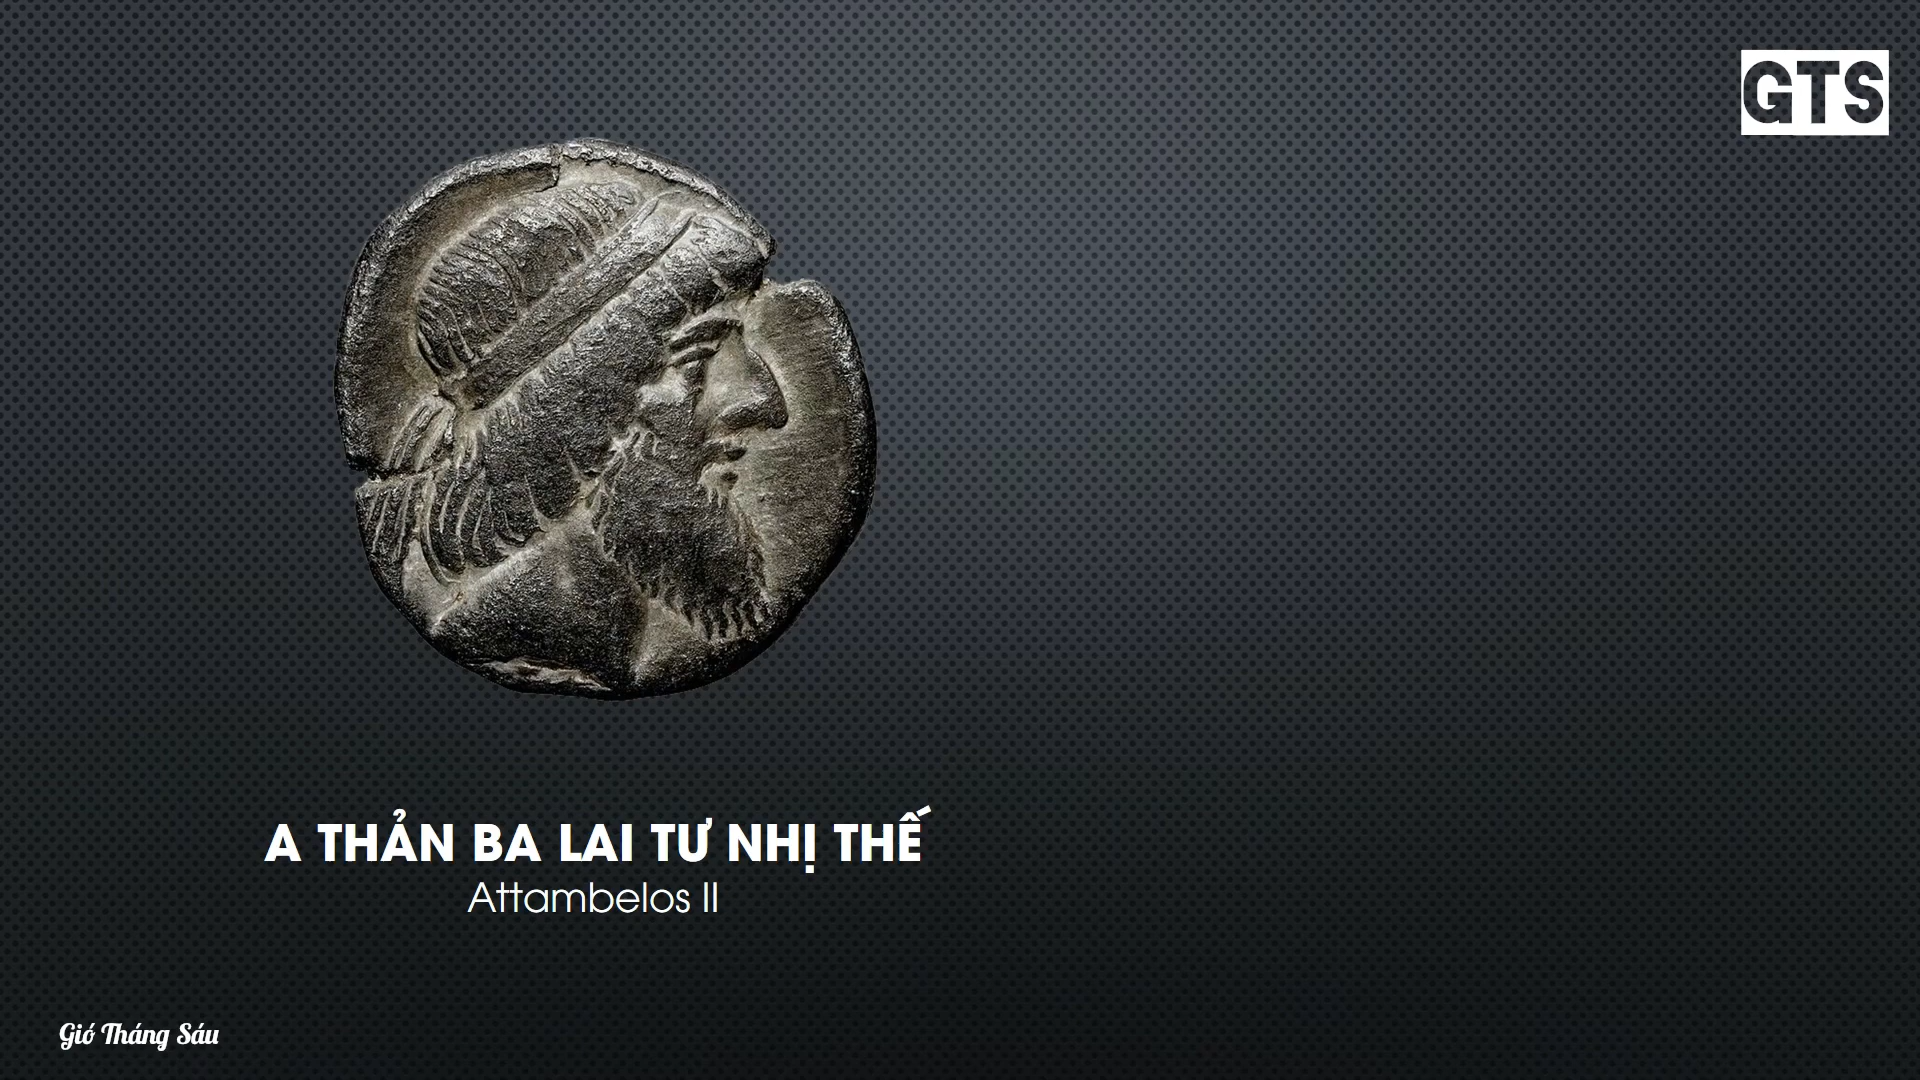 GTS
A THẢN BA LAI TƯ NHỊ THẾ
Attambelos II
Gió Tháng Sáu